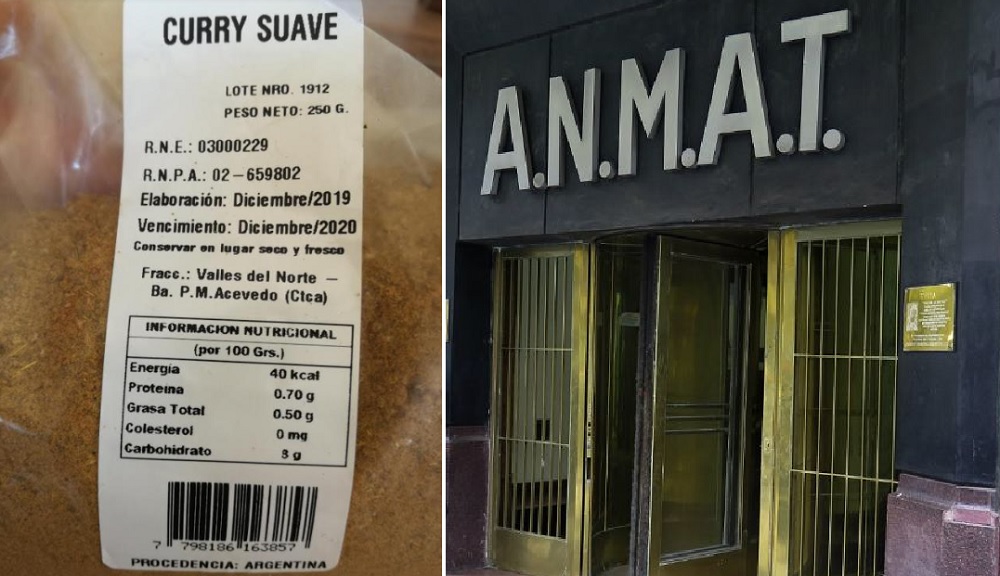 CURRY SUAVE
LOTE NRO. 1912
PESO NETO: 250 G.
R.N.E.: 03000229
R.N.P.A.: 02-659802
Elaboración: Diciembre/2019
Vencimiento: Diciembre/2020
Conservar en lugar seco y fresco
Fracc.: Valles del Norte —
Ba. P.M.Acevedo (Ctca)
INFORMACION NUTRICIONAL
(por 100 Grs.)
Energía 40 kcal
Proteina 0.70 g
Grasa Total 0.50 g
Colesterol 0 mg
Carbohidrato 8 g
7 798186 163857
PROCEDENCIA: ARGENTINA
A.N.M.A.T.